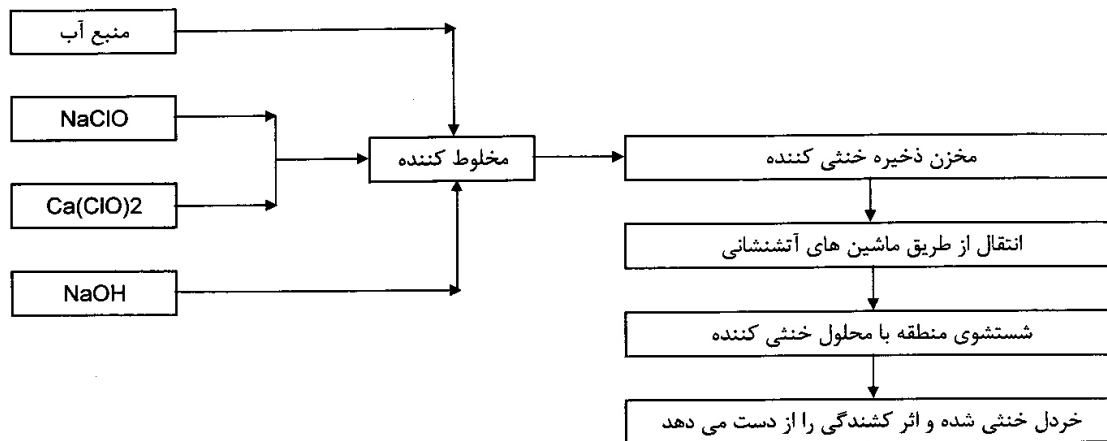 منبع آب
NaClO
Ca(ClO)2
NaOH
مخلوط کننده
مخزن ذخیره خنثی کننده
انتقال از طریق ماشین های آتشنشانی
شستشوی منطقه با محلول خنثی کننده
خردل خنثی شده و اثر کشندگی را از دست می دهد